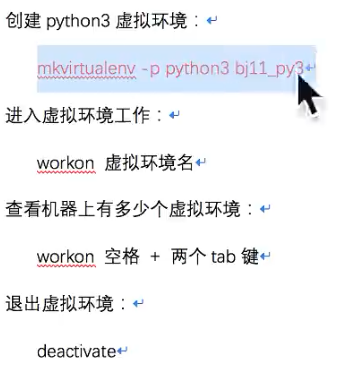 创建 python3 虚拟环境：
mkvirtualenv -p python3 bj11_py3
进入虚拟环境工作：
workon 虚拟环境名
查看机器上有多少个虚拟环境：
workon 空格 + 两个 tab 键
退出虚拟环境：
deactivate